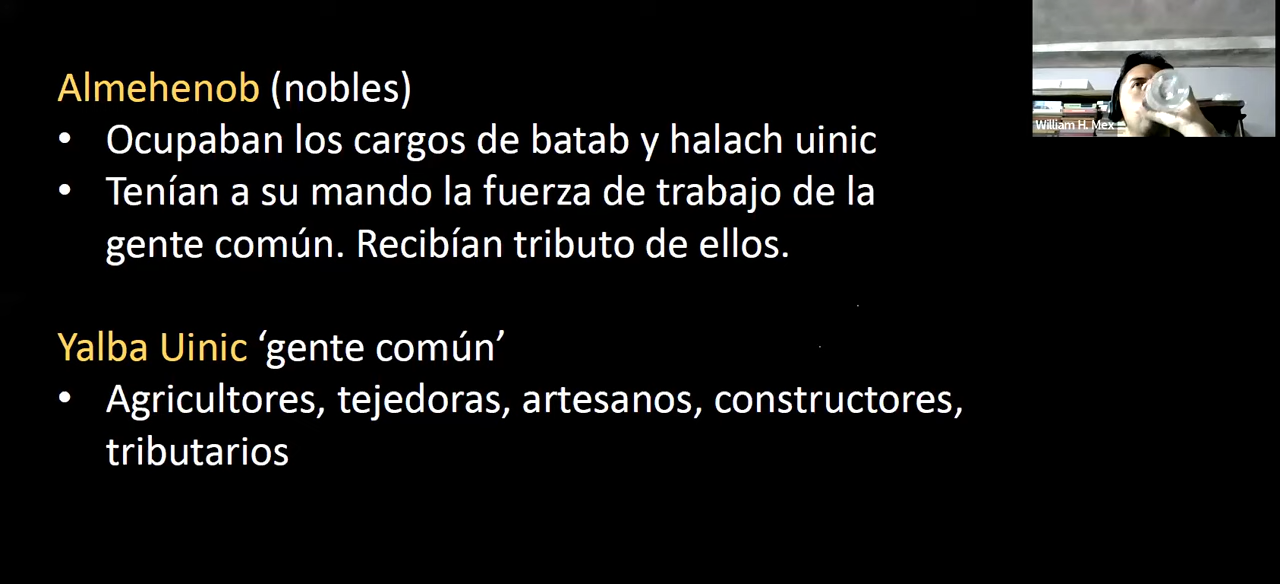 Almehenob (nobles)
• Ocupaban los cargos de batab y halach uinic
• Tenían a su mando la fuerza de trabajo de la
gente común. Recibían tributo de ellos.
Yalba Uinic ‘gente común’
• Agricultores, tejedoras, artesanos, constructores,
tributarios
William H. Mex